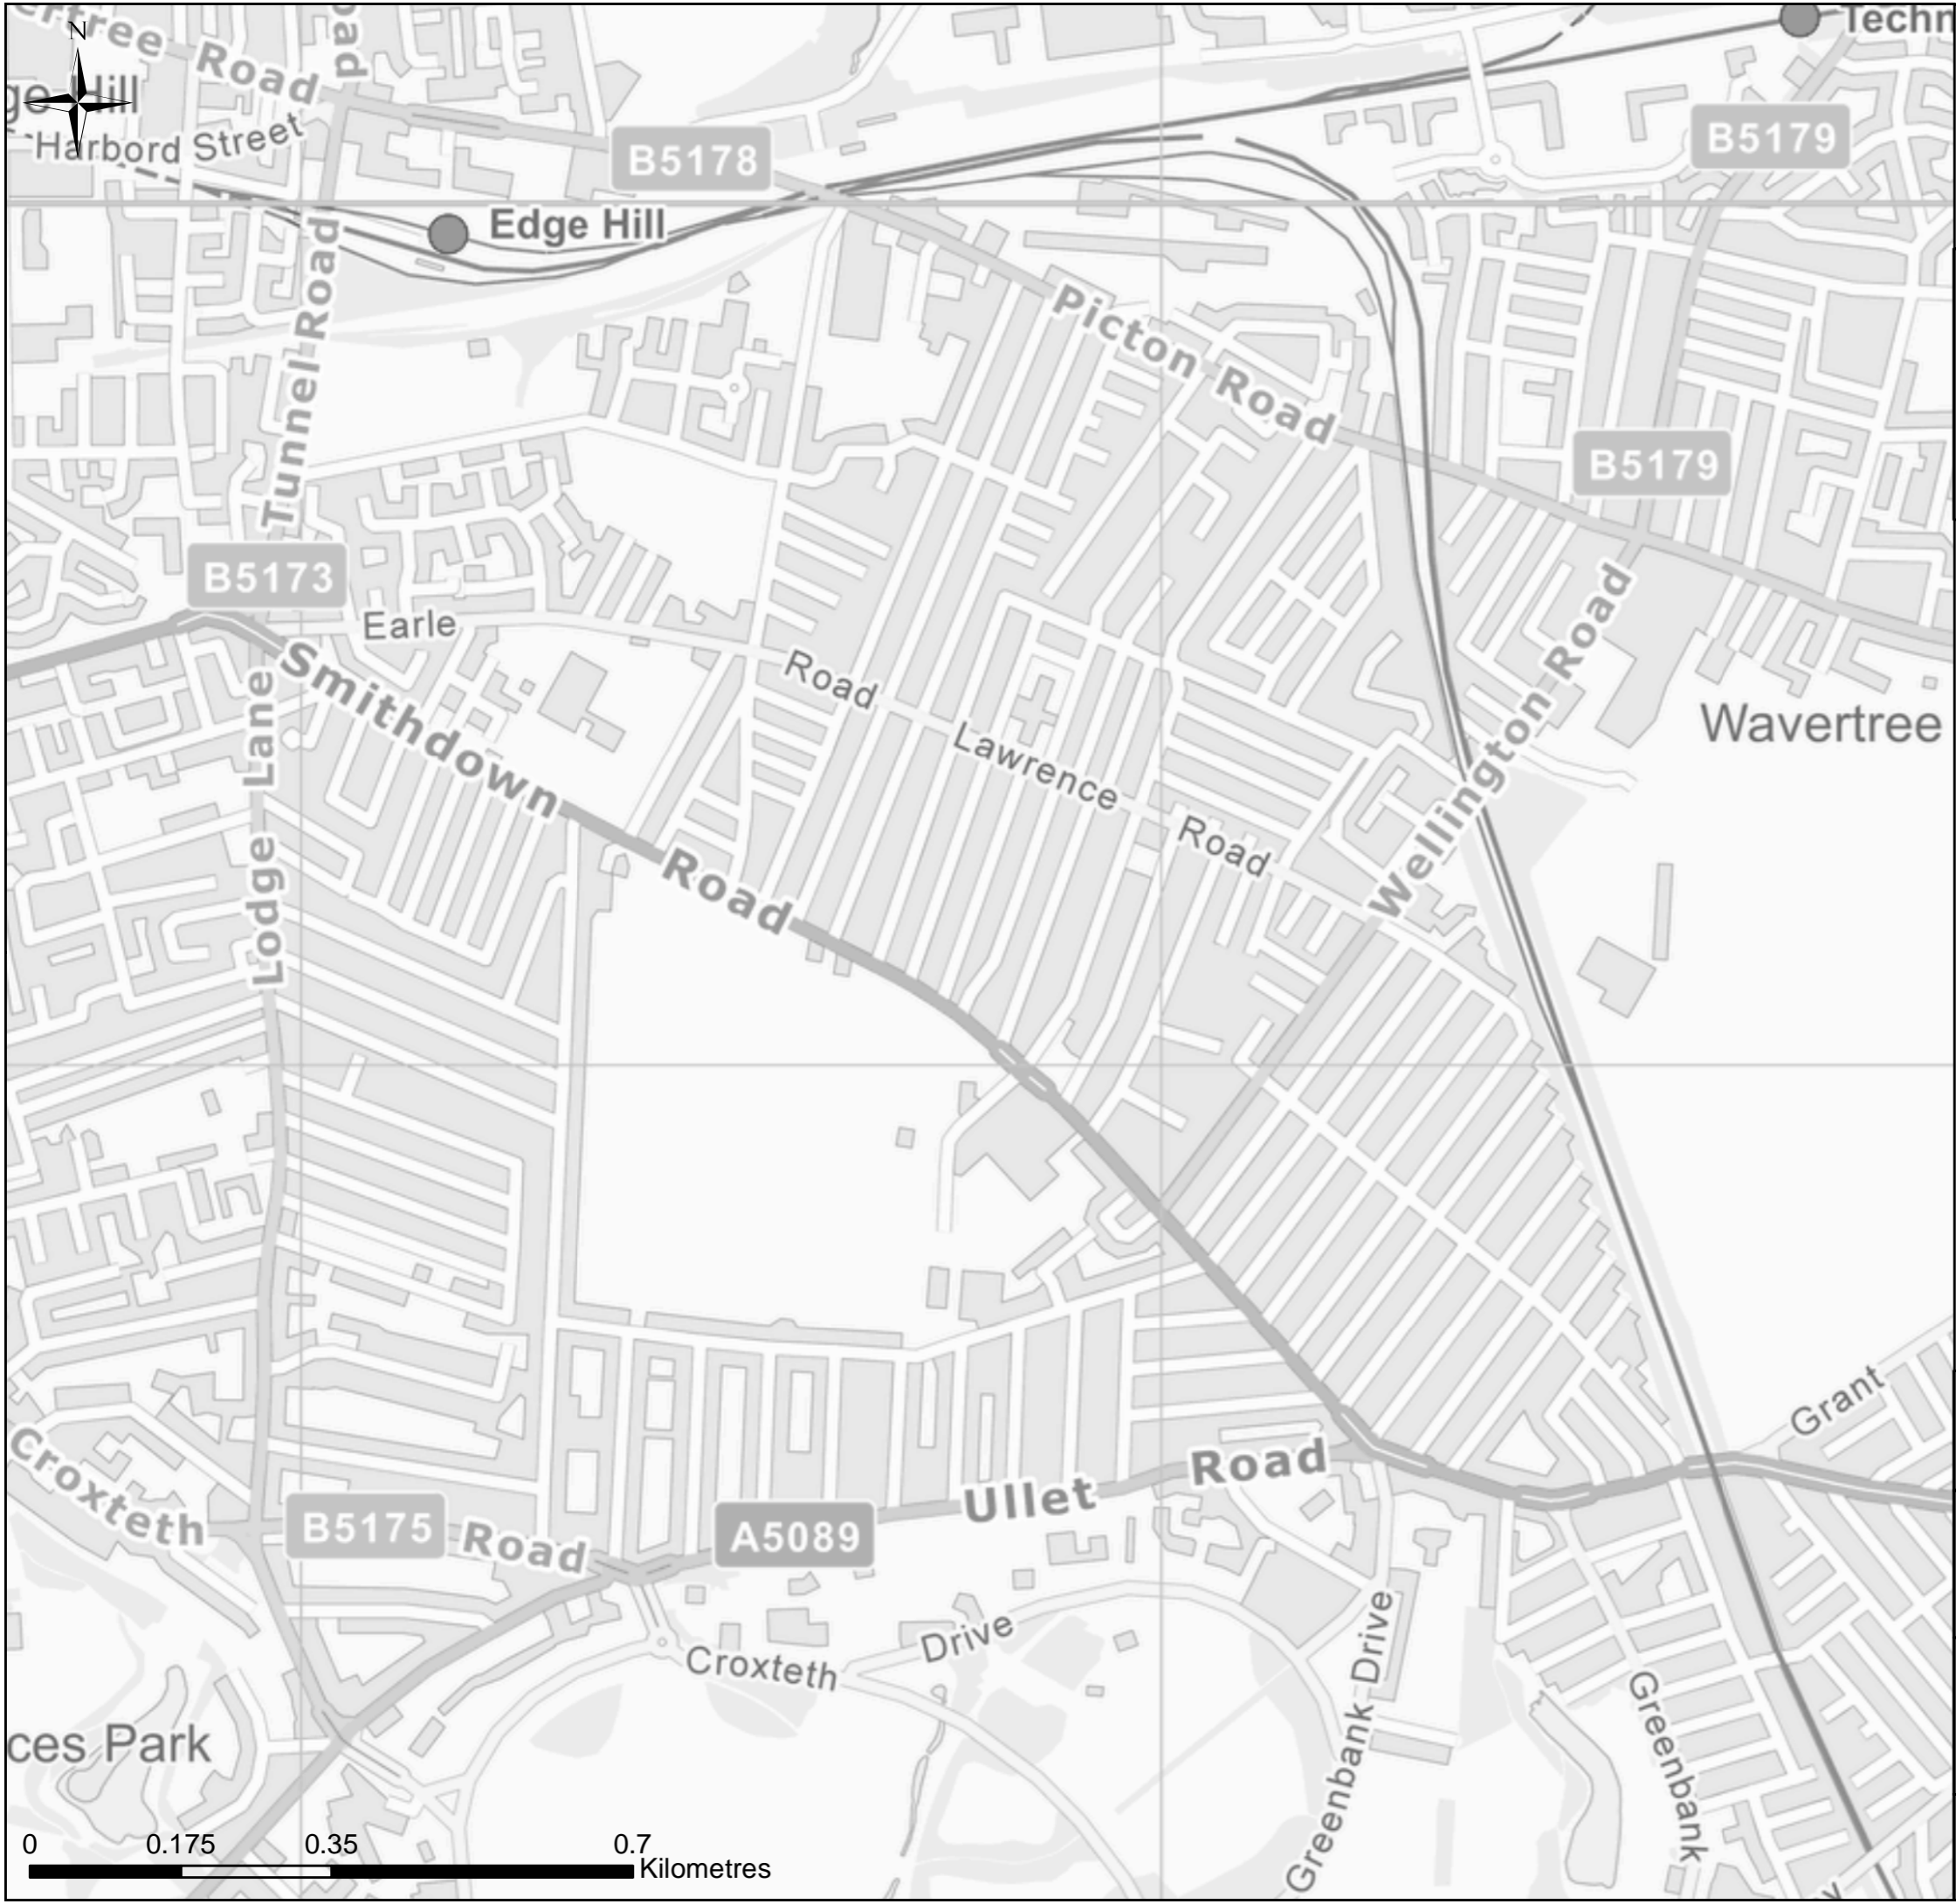 N
Road
Techn
Harbord Street
B5178
B5179
Edge Hill
Tunnel Road
Picton Road
B5179
B5173
Earle Road
Smithdown Road
Lodge Lane
Lawrence Road
Wellington Road
Wavertree
Grant
Croxteth Road
B5175
A5089
Ullet Road
Croxteth Drive
Greenbank Drive
Greenbank
ces Park
0 0.175 0.35 0.7
Kilometres